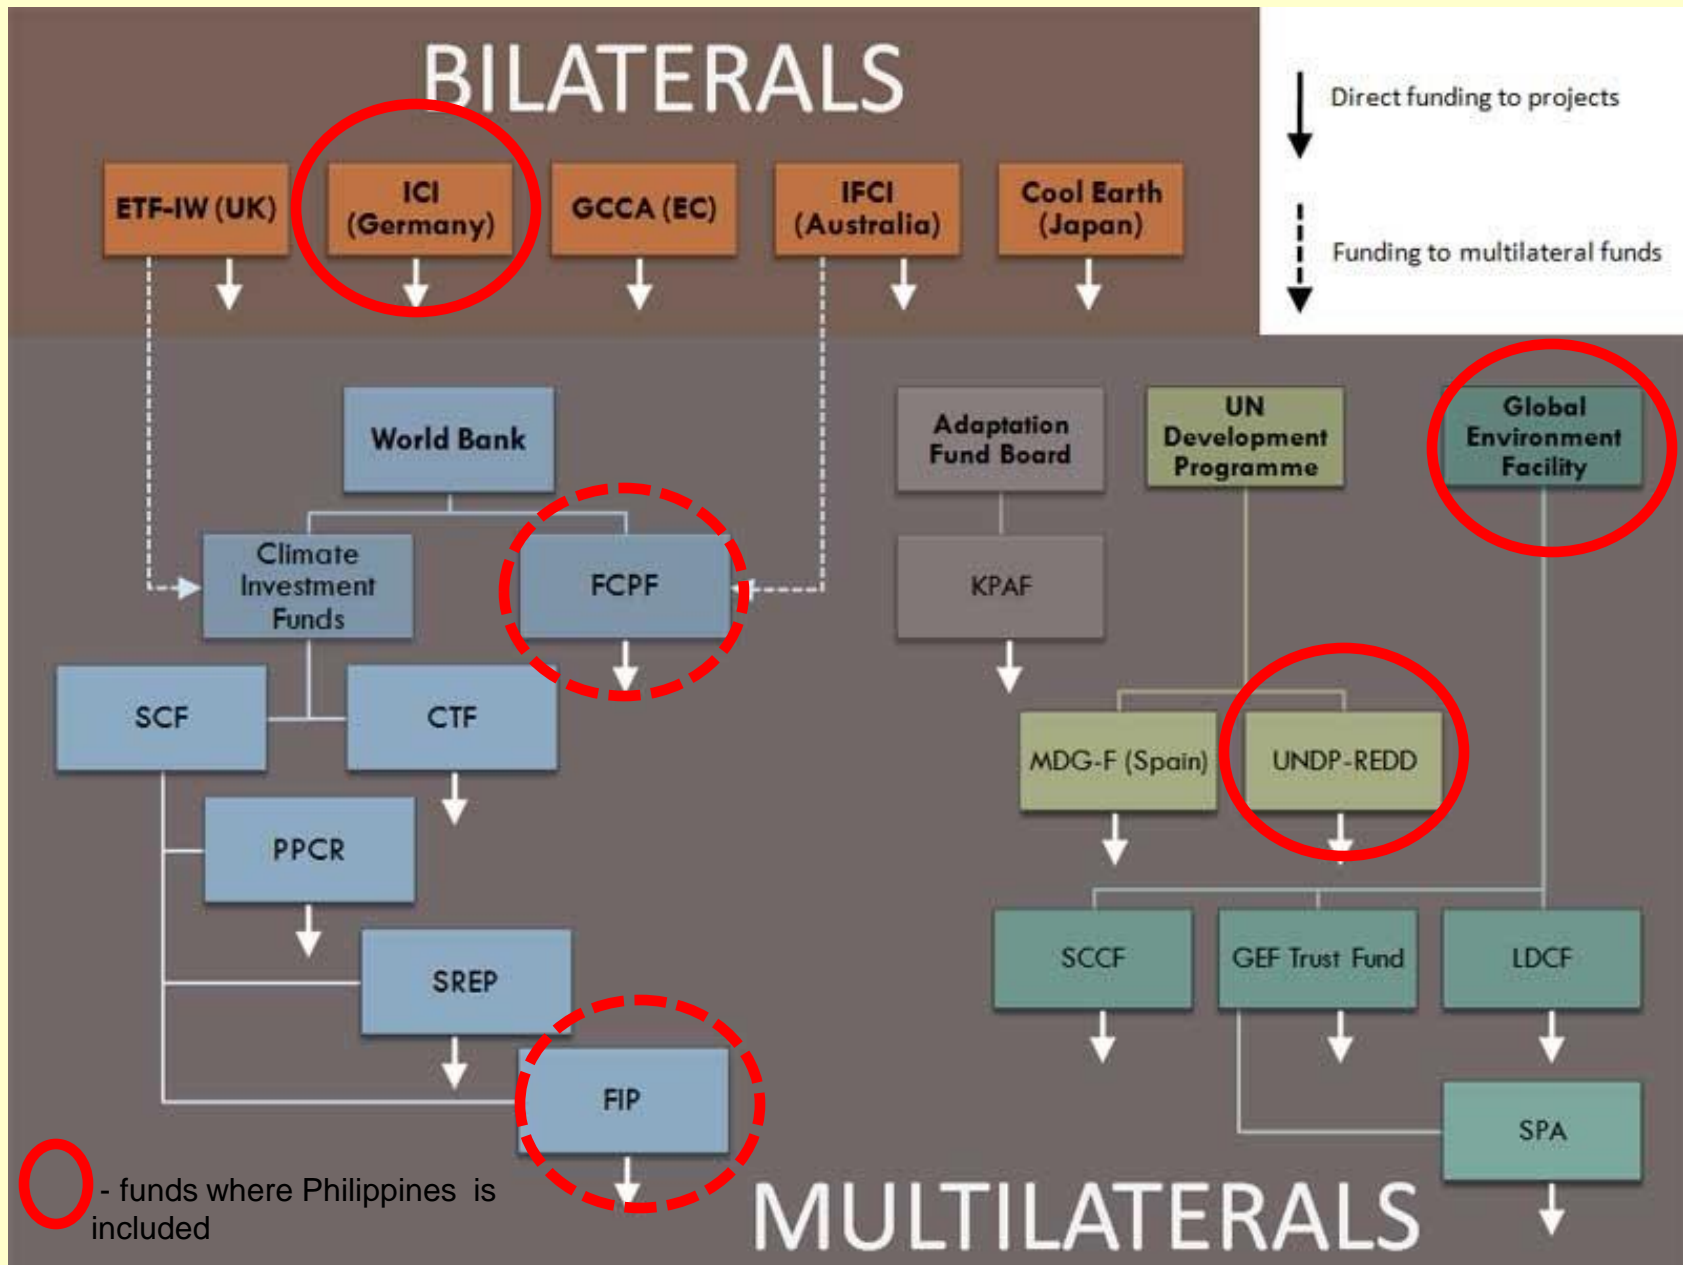 BILATERALS
Direct funding to projects
Funding to multilateral funds
ETF-IW (UK)
ICI
(Germany)
GCCA (EC)
IFCI
(Australia)
Cool Earth
(Japan)
World Bank
Adaptation
Fund Board
UN
Development
Programme
Global
Environment
Facility
Climate
Investment
Funds
FCPF
KPAF
SCF
CTF
MDG-F (Spain)
UNDP-REDD
PPCR
SREP
SCCF
GEF Trust Fund
LDCF
FIP
SPA
- funds where Philippines is
included
MULTILATERALS